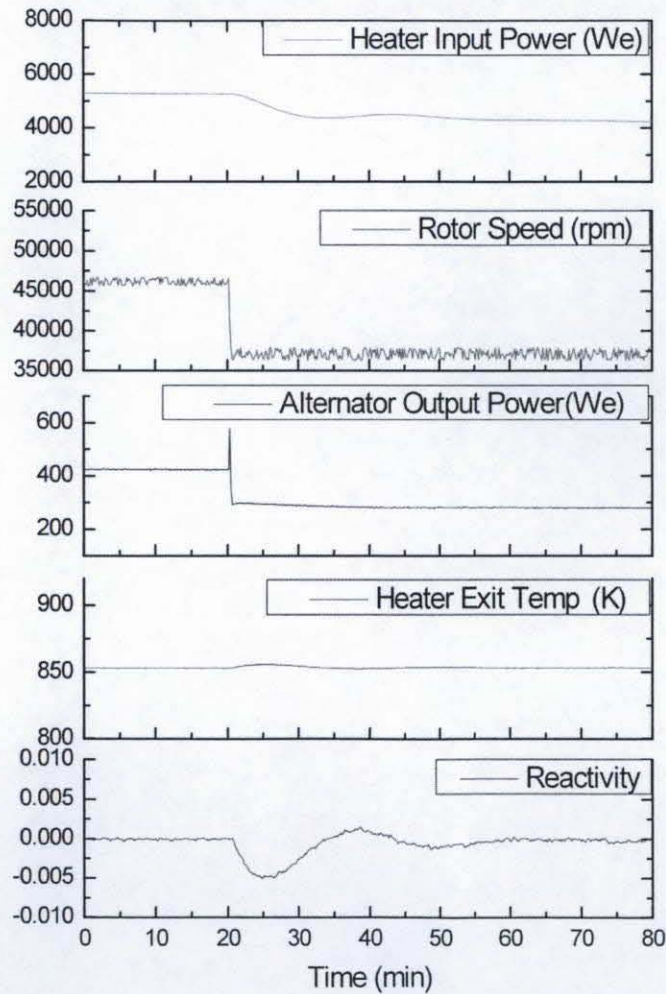 8000
6000
4000
2000
Heater Input Power (We)
55000
50000
45000
40000
35000
Rotor Speed (rpm)
600
400
200
Alternator Output Power(We)
900
850
800
Heater Exit Temp (K)
0.010
0.005
0.000
-0.005
-0.010
Reactivity
0 10 20 30 40 50 60 70 80
Time (min)